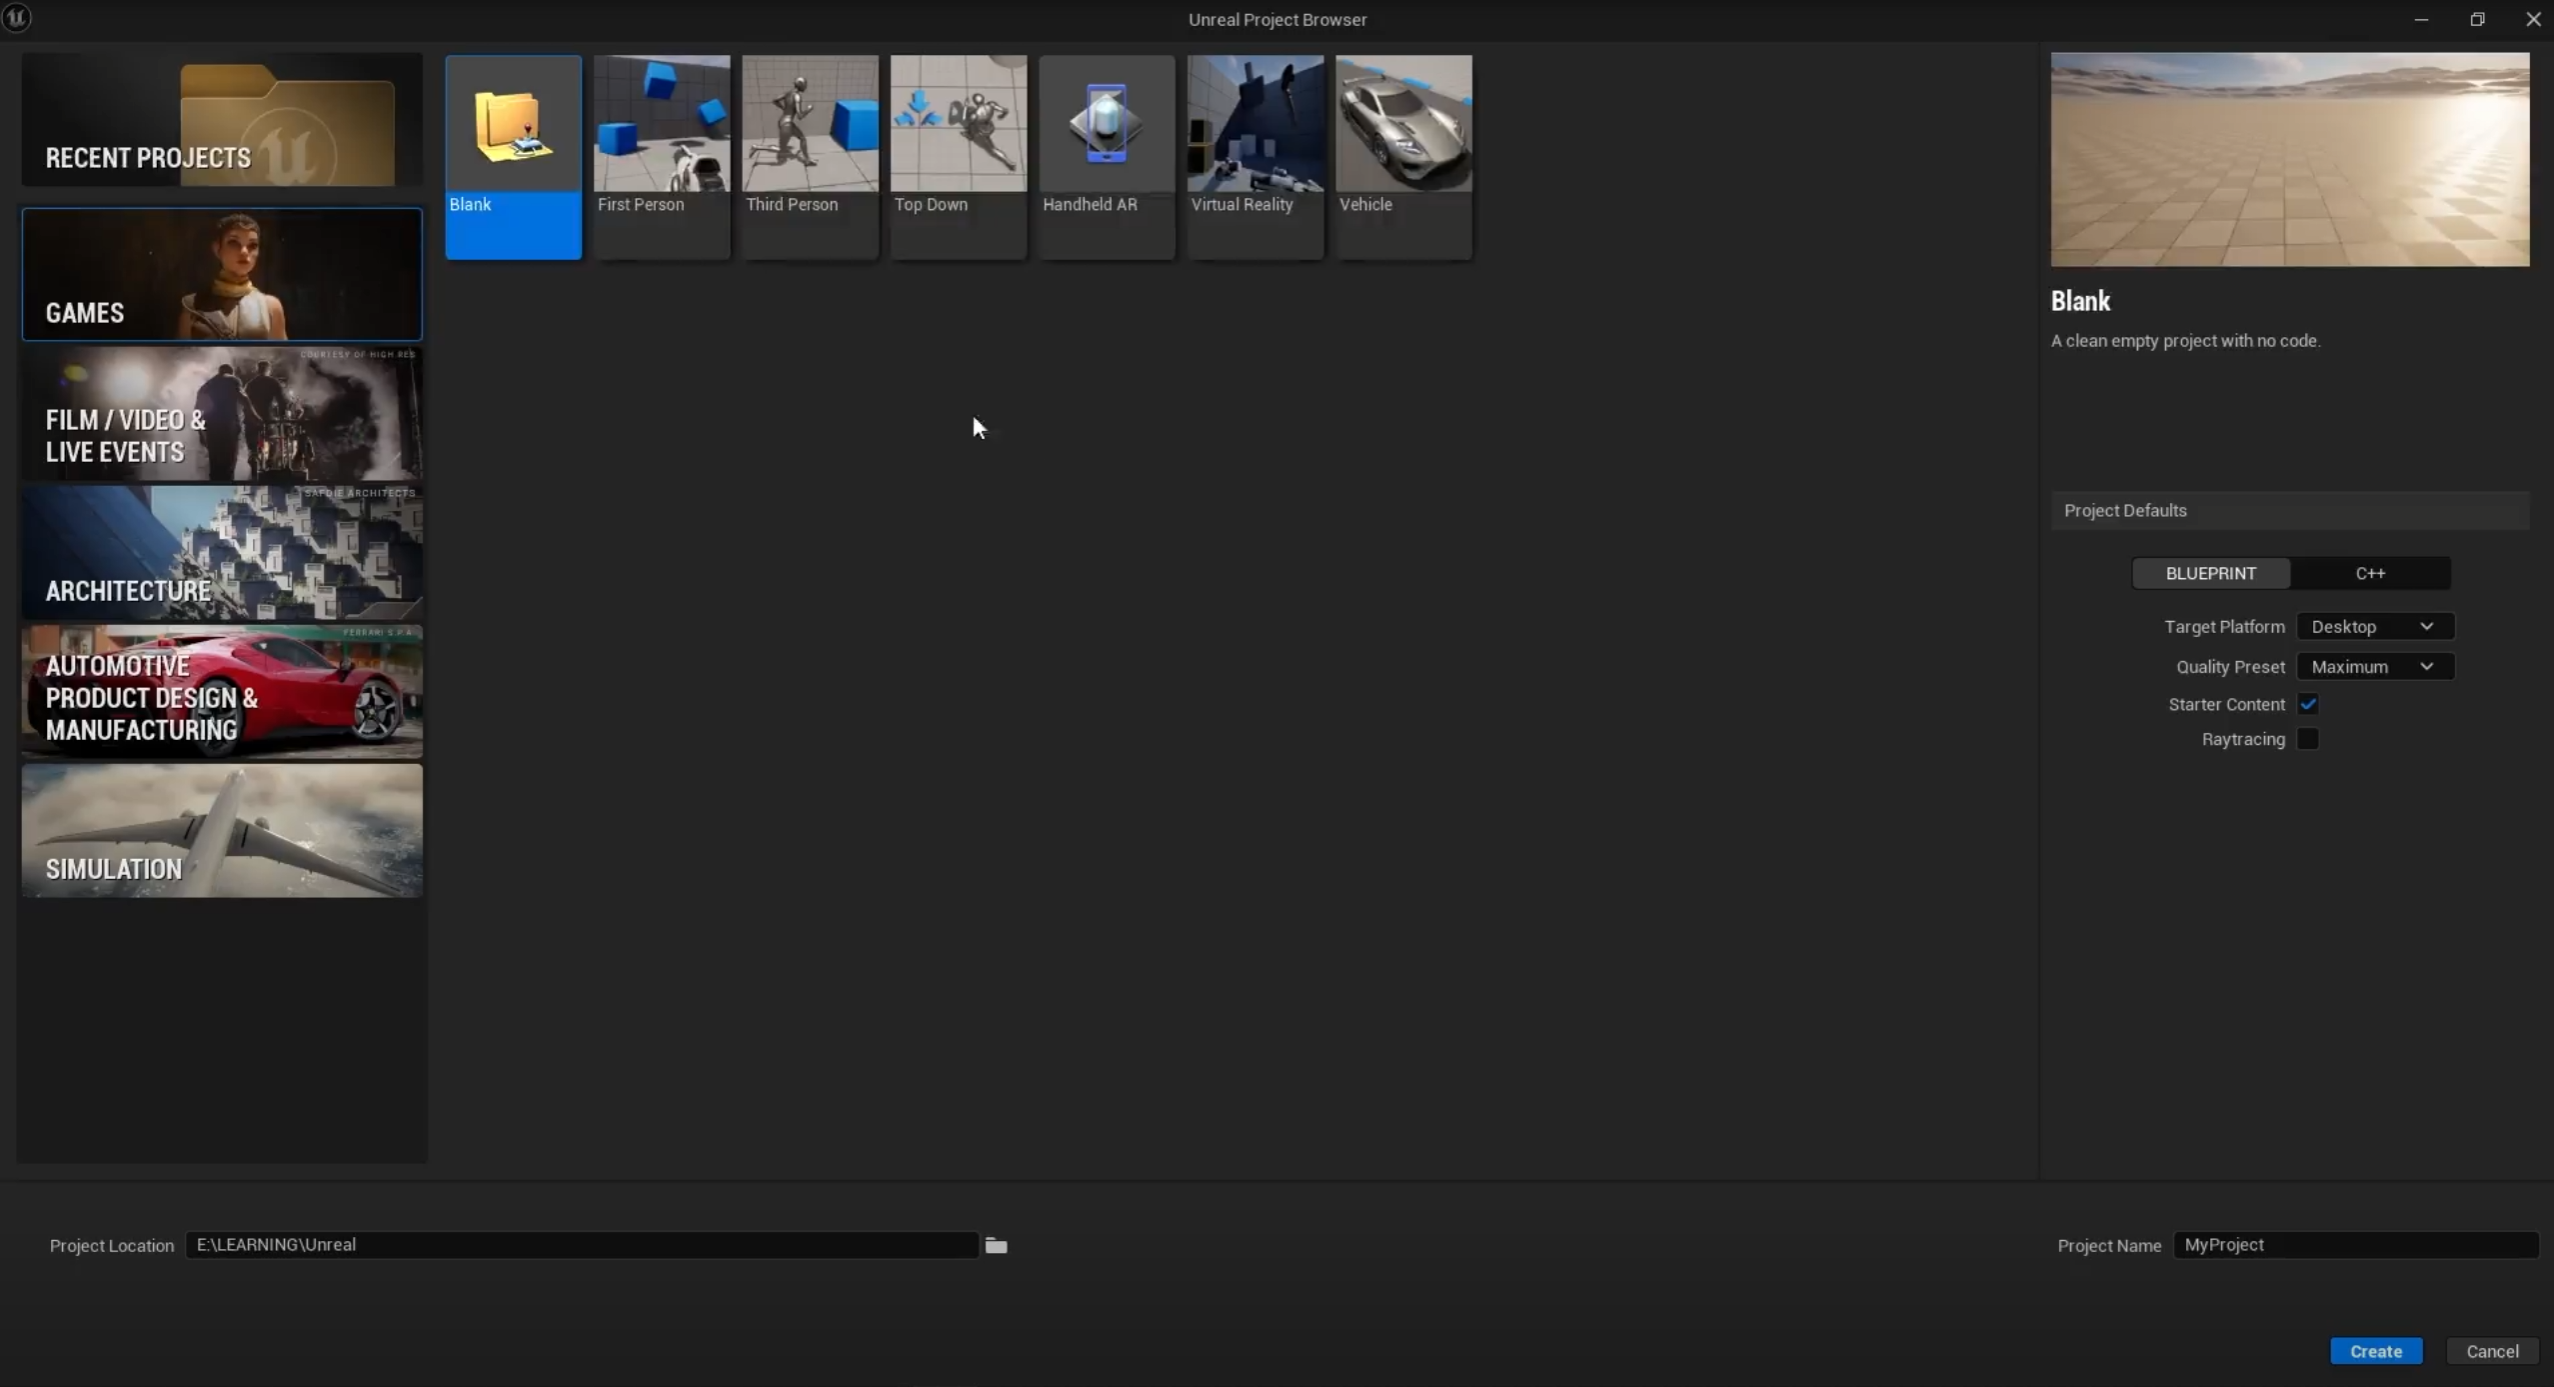 Unreal Project Browser
RECENT PROJECTS
GAMES
COURTESY OF HIGH RES
FILM / VIDEO &
LIVE EVENTS
SAFDIE ARCHITECTS
ARCHITECTURE
FERRARI S.P.A.
AUTOMOTIVE
PRODUCT DESIGN &
MANUFACTURING
SIMULATION
Blank
First Person
Third Person
Top Down
Handheld AR
Virtual Reality
Vehicle
Blank
A clean empty project with no code.
Project Defaults
BLUEPRINT C++
Target Platform Desktop
Quality Preset Maximum
Starter Content
Raytracing
Project Location E:\LEARNING\Unreal
Project Name MyProject
Create Cancel